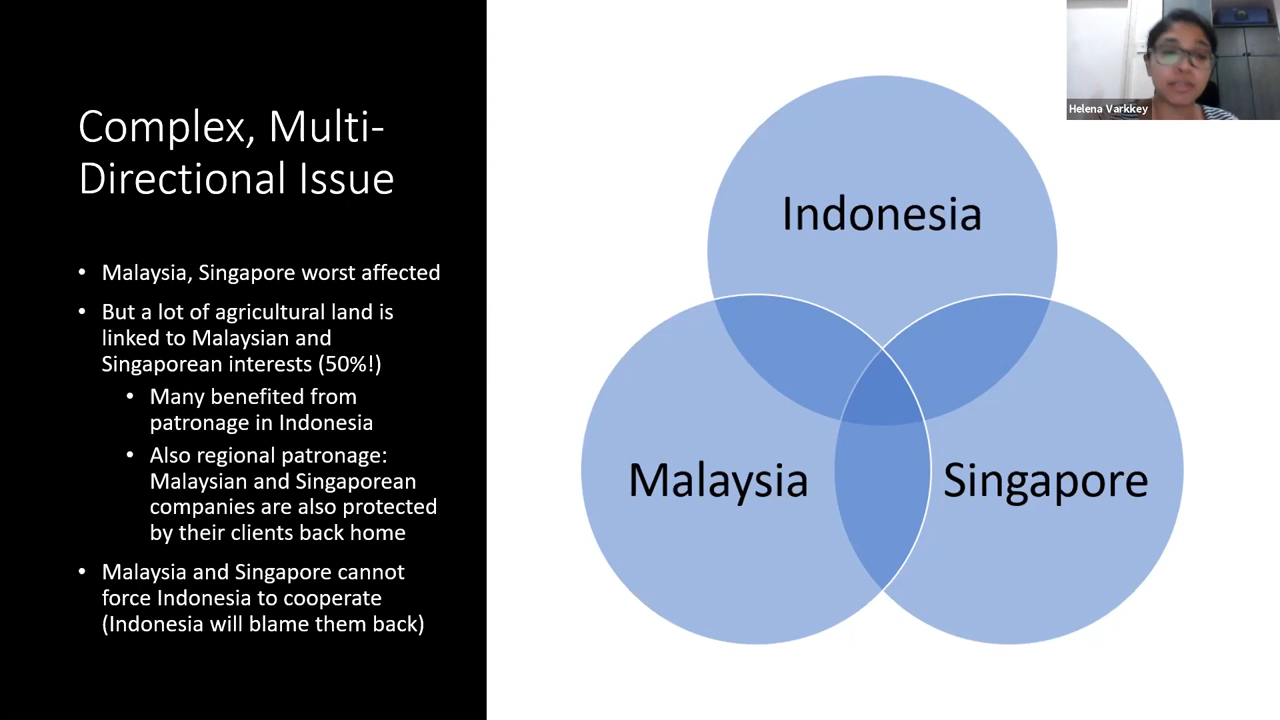 Complex, Multi-
Directional Issue
• Malaysia, Singapore worst affected
• But a lot of agricultural land is
linked to Malaysian and
Singaporean interests (50%!)
• Many benefited from
patronage in Indonesia
• Also regional patronage:
Malaysian and Singaporean
companies are also protected
by their clients back home
• Malaysia and Singapore cannot
force Indonesia to cooperate
(Indonesia will blame them back)
Indonesia
Malaysia
Singapore
Helena Varkkey